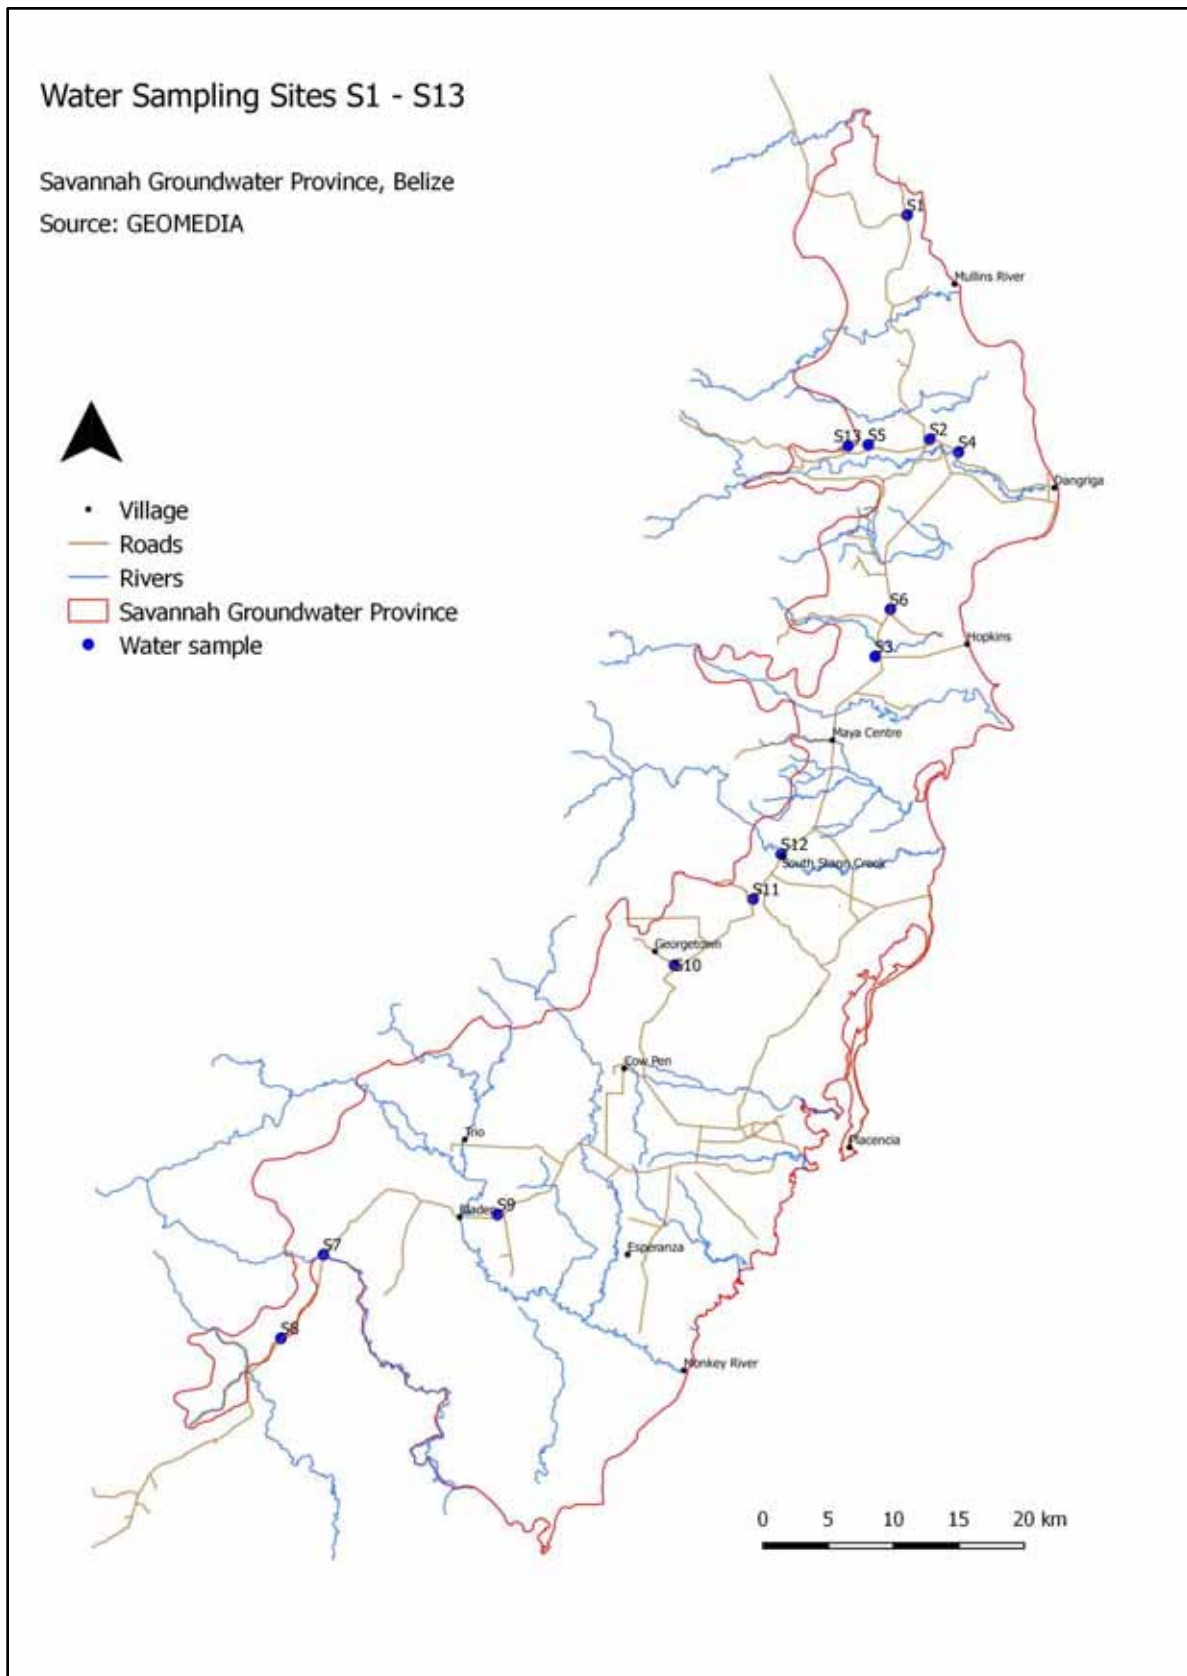 Water Sampling Sites S1 - S13
Savannah Groundwater Province, Belize
Source: GEOMEDIA
S1
Mullins River
S2
S13
S5
S4
Dangriga
Village
Roads
Rivers
Savannah Groundwater Province
Water sample
S6
Hopkins
S3
Maya Centre
S12
South Stann Creek
S11
Georgetown
S10
Cow Pen
Trio
Placencia
Bladen
S9
S7
Esperanza
S8
Monkey River
0 5 10 15 20 km